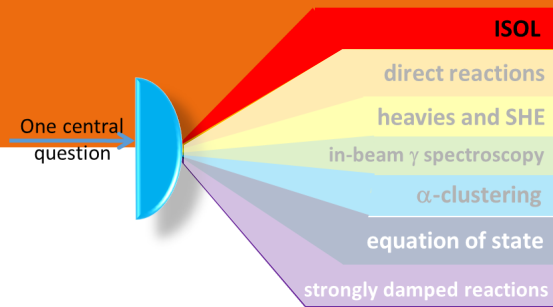 One central
question
ISOL
direct reactions
heavies and SHE
in-beam γ spectroscopy
α-clustering
equation of state
strongly damped reactions